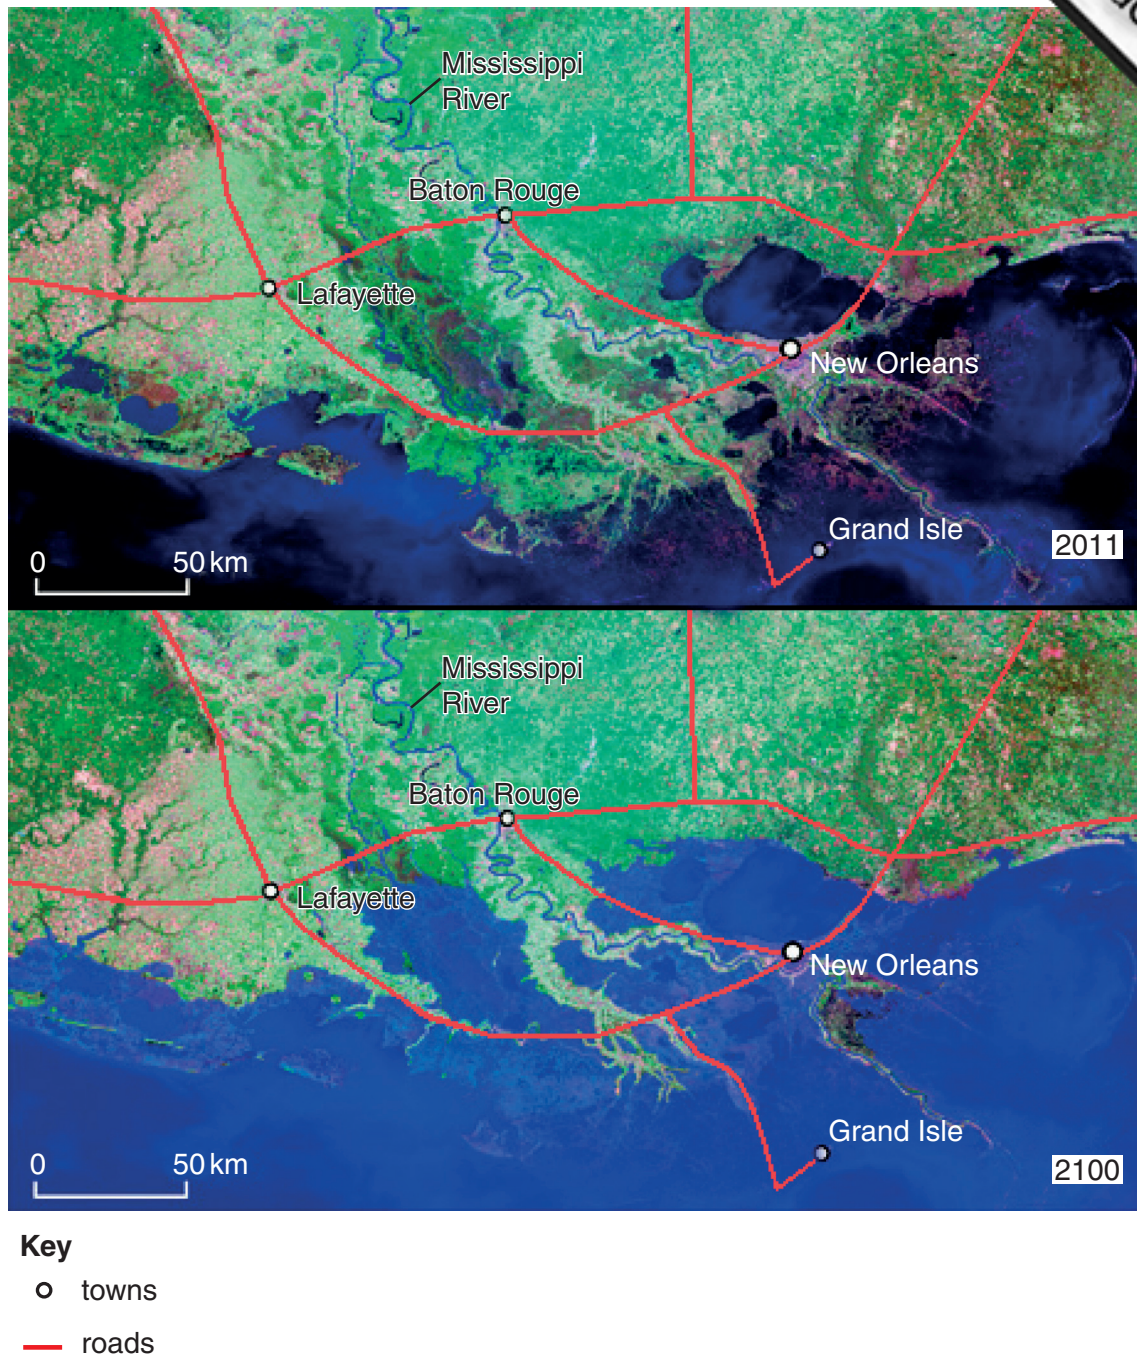 Mississippi
River
Baton Rouge
Lafayette
New Orleans
Grand Isle
0 50 km
2011
Mississippi
River
Baton Rouge
Lafayette
New Orleans
Grand Isle
0 50 km
2100
Key
towns
roads